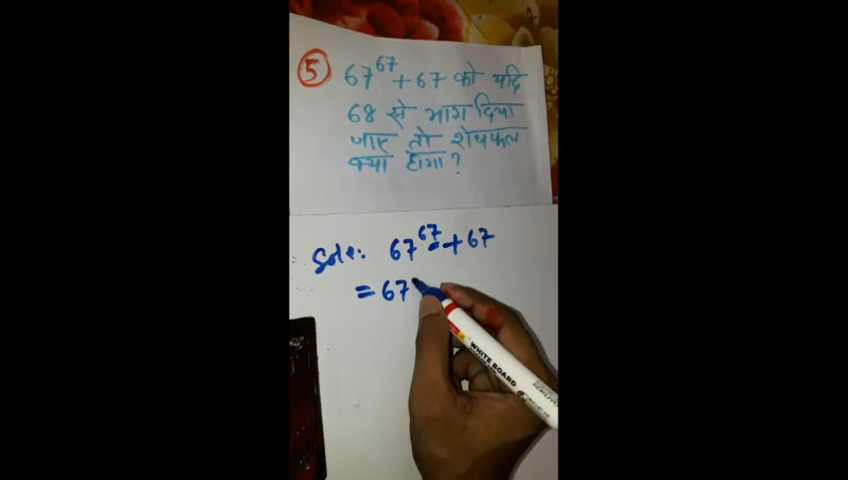 5 67^67 + 67 को यदि
68 से भाग दिया
जाए तो शेषफल
क्या होगा ?
Soln: 67^67 + 67
= 67
WHITE BOARD